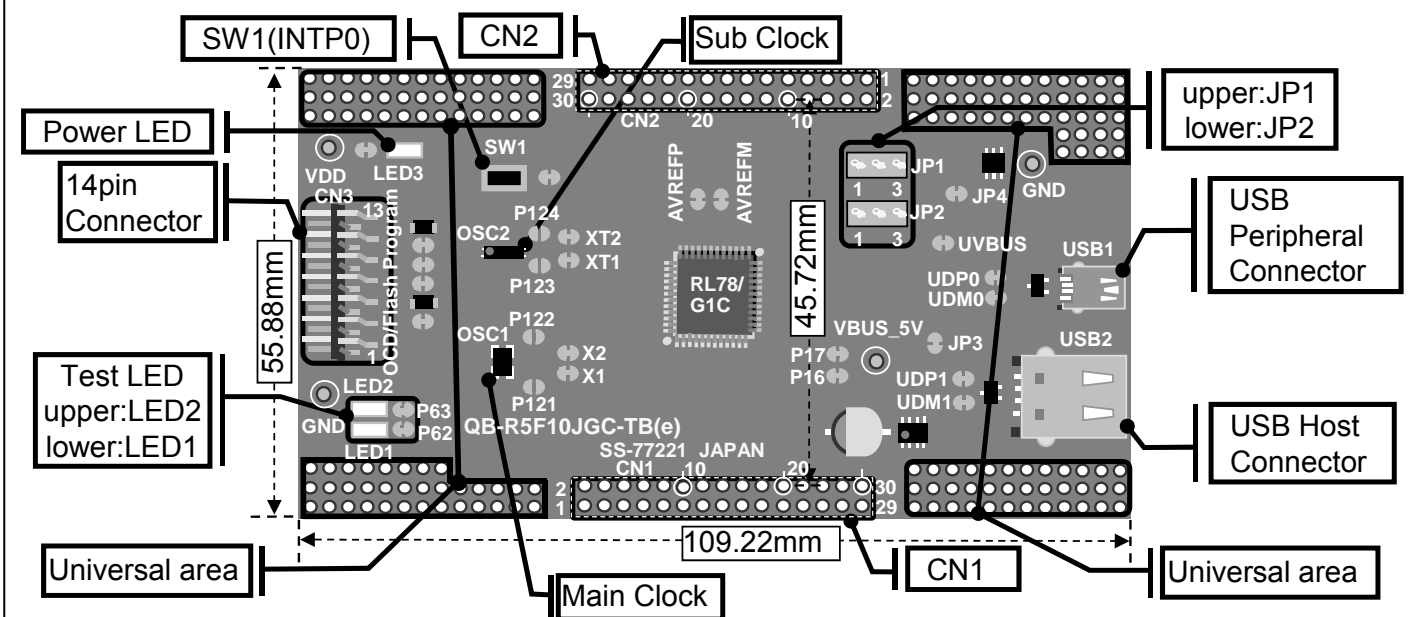 SW1(INTP0)
CN2
Sub Clock
Power LED
14pin
Connector
Test LED
upper:LED2
lower:LED1
upper:JP1
lower:JP2
USB
Peripheral
Connector
USB Host
Connector
29
30
1
2
CN2
20
10
VDD
LED3
SW1
CN3
13
1
OCD/Flash Program
P124
OSC2
XT2
XT1
P123
AVREFP
AVREFM
JP1
1 3
JP2
1 3
JP4
GND
UVBUS
USB1
UDP0
UDM0
RL78/
G1C
45.72mm
55.88mm
P122
OSC1
X2
X1
P121
VBUS_5V
JP3
USB2
P17
P16
UDP1
UDM1
LED2
GND
P63
P62
LED1
QB-R5F10JGC-TB(e)
SS-77221 JAPAN
CN1
10
20
2
1
30
29
109.22mm
Universal area
Main Clock
CN1
Universal area